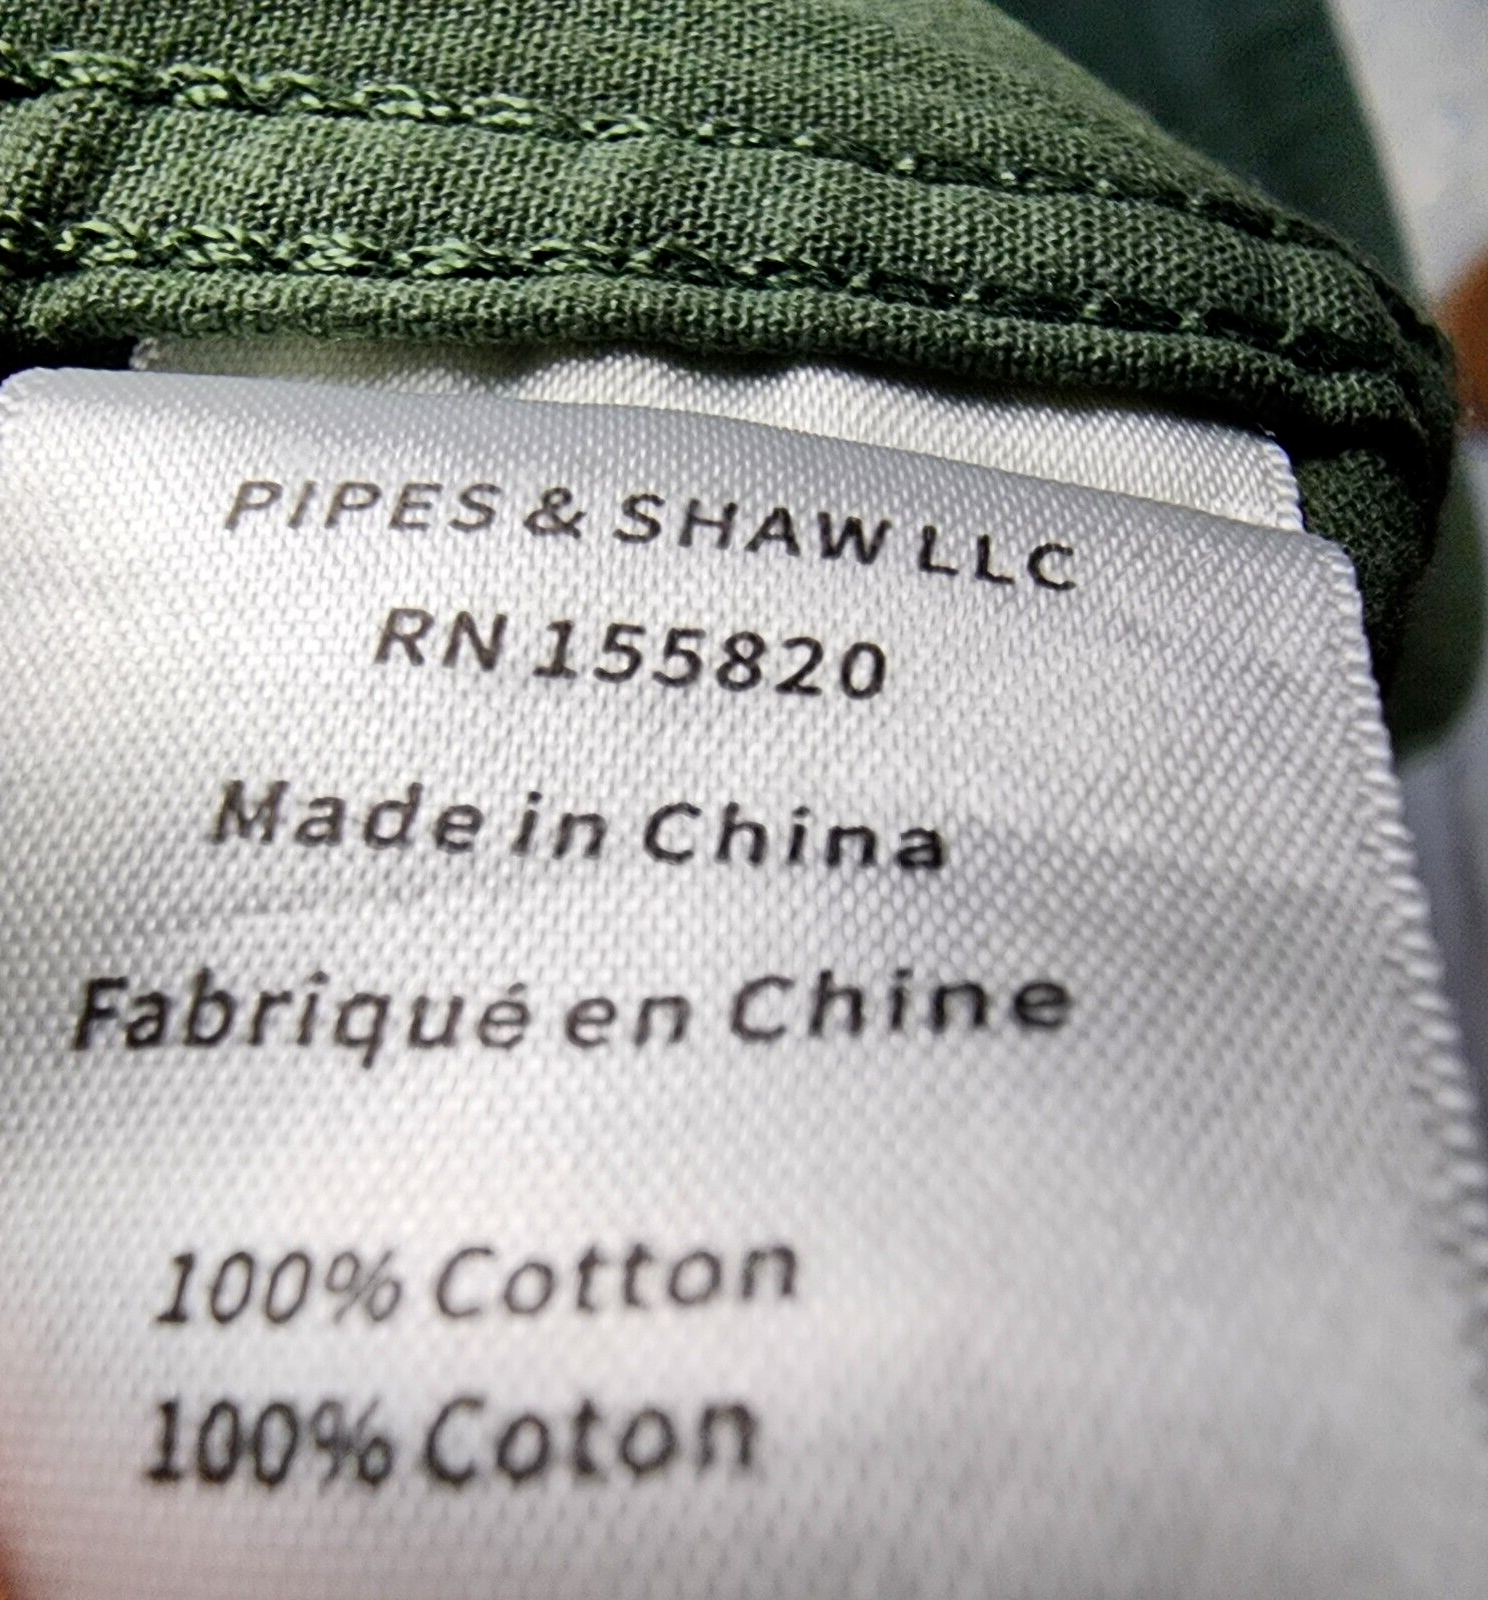 PIPES & SHAW LLC
RN 155820
Made in China
Fabriqué en Chine
100% Cotton
100% Coton